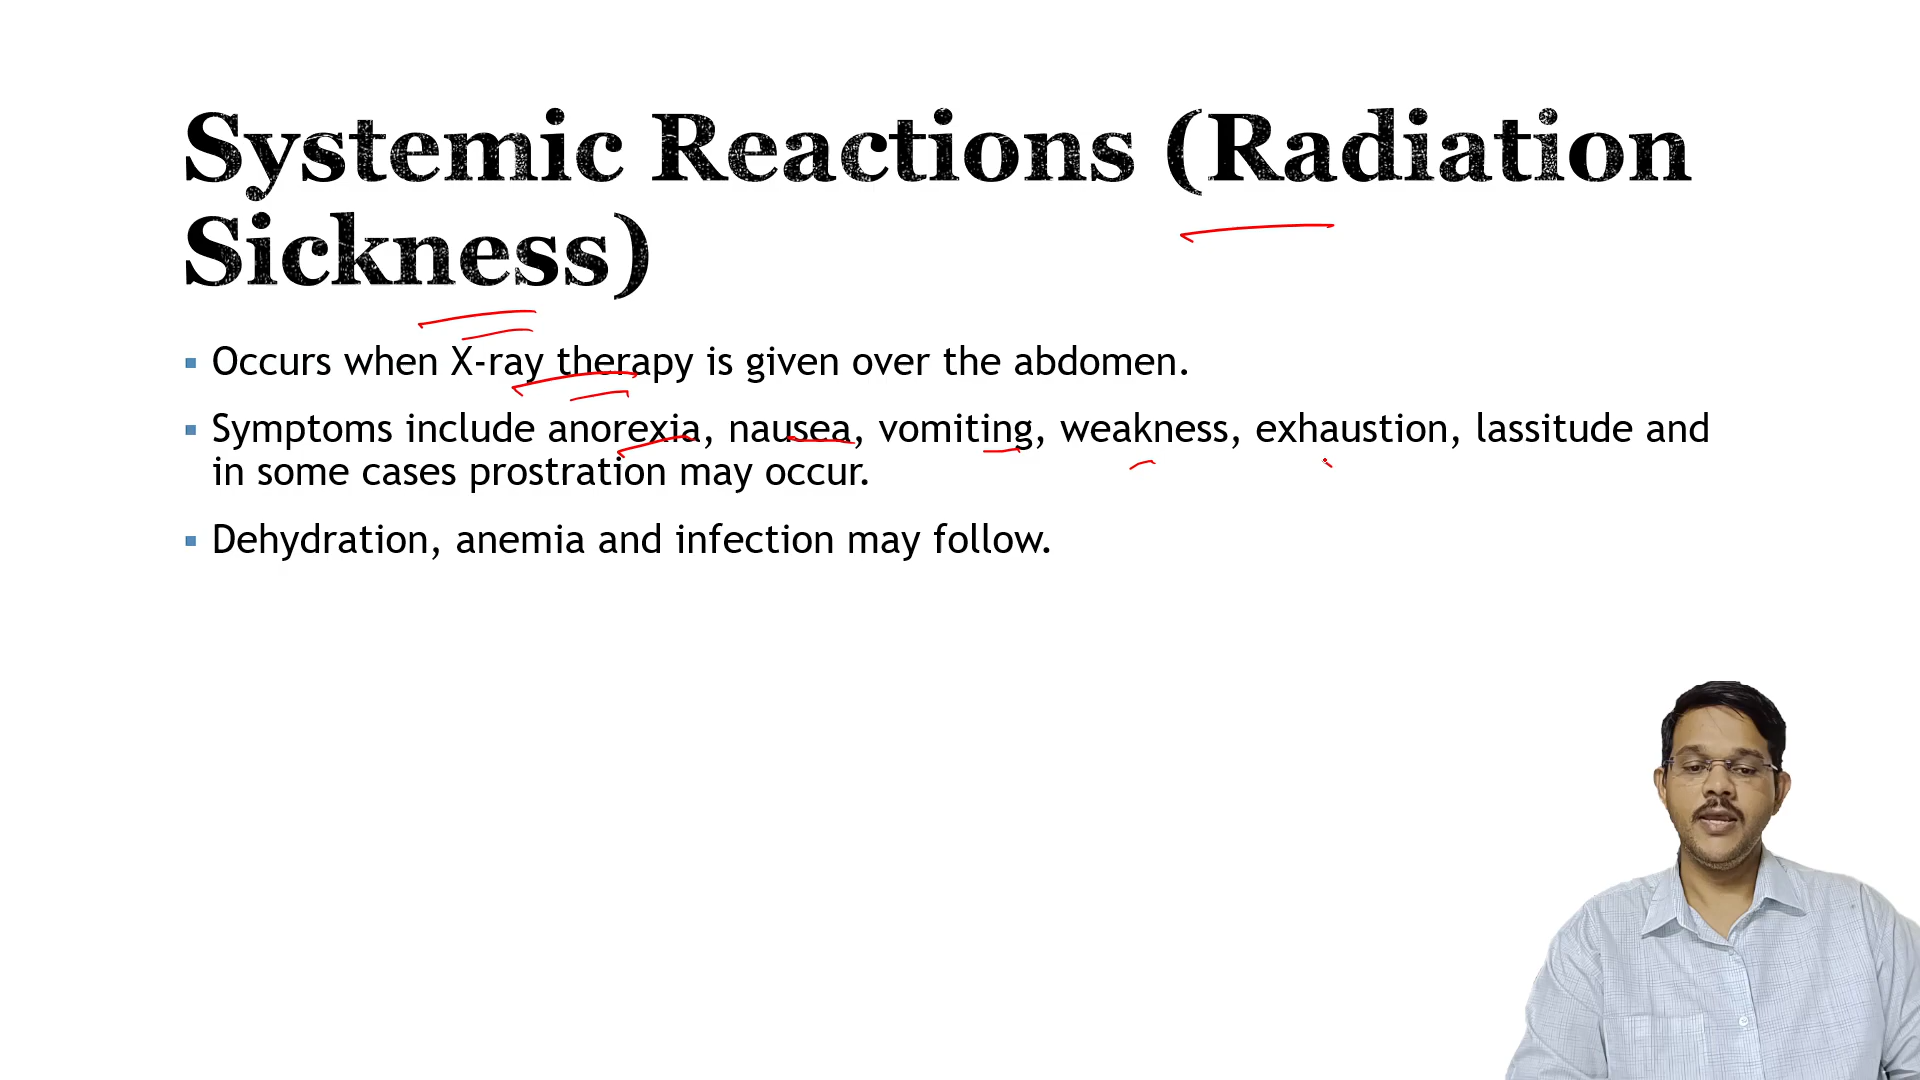 Systemic Reactions (Radiation
Sickness)
▪ Occurs when X-ray therapy is given over the abdomen.
▪ Symptoms include anorexia, nausea, vomiting, weakness, exhaustion, lassitude and
in some cases prostration may occur.
▪ Dehydration, anemia and infection may follow.